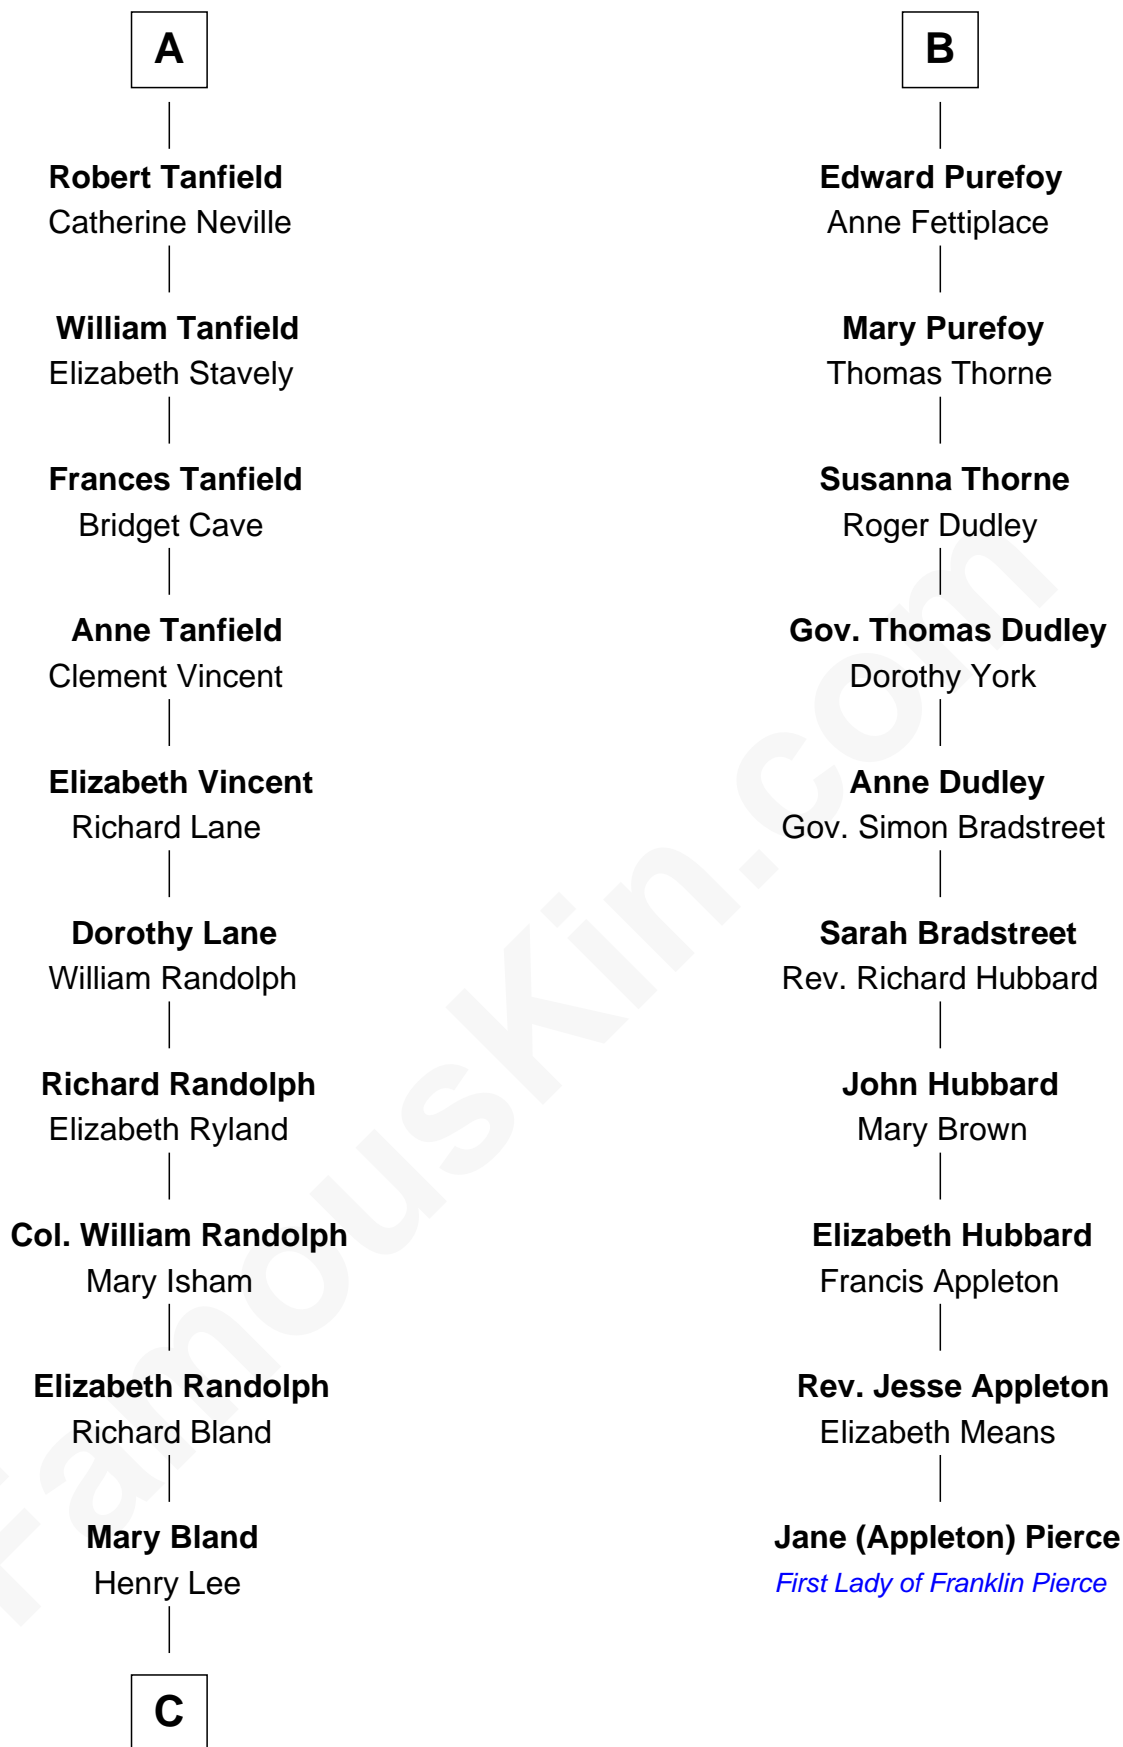 A
Robert Tanfield
Catherine Neville
William Tanfield
Elizabeth Stavely
Frances Tanfield
Bridget Cave
Anne Tanfield
Clement Vincent
Elizabeth Vincent
Richard Lane
Dorothy Lane
William Randolph
Richard Randolph
Elizabeth Ryland
Col. William Randolph
Mary Isham
Elizabeth Randolph
Richard Bland
Mary Bland
Henry Lee
C
B
Edward Purefoy
Anne Fettiplace
Mary Purefoy
Thomas Thorne
Susanna Thorne
Roger Dudley
Gov. Thomas Dudley
Dorothy York
Anne Dudley
Gov. Simon Bradstreet
Sarah Bradstreet
Rev. Richard Hubbard
John Hubbard
Mary Brown
Elizabeth Hubbard
Francis Appleton
Rev. Jesse Appleton
Elizabeth Means
Jane (Appleton) Pierce
First Lady of Franklin Pierce
FamousKin.com